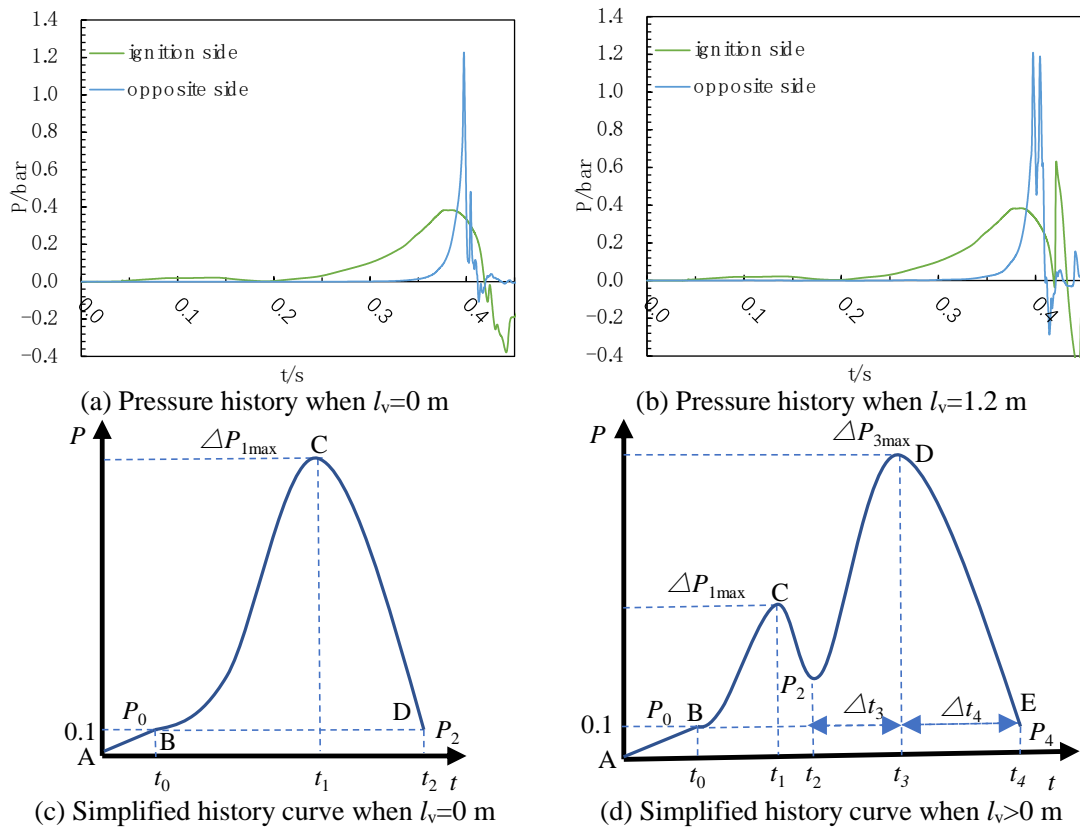 1.4
1.2
1.0
0.8
0.6
0.4
0.2
0.0
−0.2
−0.4
P/bar
ignition side
opposite side
0.0
0.1
0.2
0.3
0.4
t/s
(a) Pressure history when lv=0 m
1.4
1.2
1.0
0.8
0.6
0.4
0.2
0.0
−0.2
−0.4
P/bar
ignition side
opposite side
0.0
0.1
0.2
0.3
0.4
t/s
(b) Pressure history when lv=1.2 m
P
△P1max
C
P0
0.1
A
B
D
P2
t0
t1
t2
t
(c) Simplified history curve when lv=0 m
P
△P3max
D
△P1max
C
P2
P0
B
△t3
△t4
E
0.1
A
P4
t0
t1
t2
t3
t4
t
(d) Simplified history curve when lv>0 m